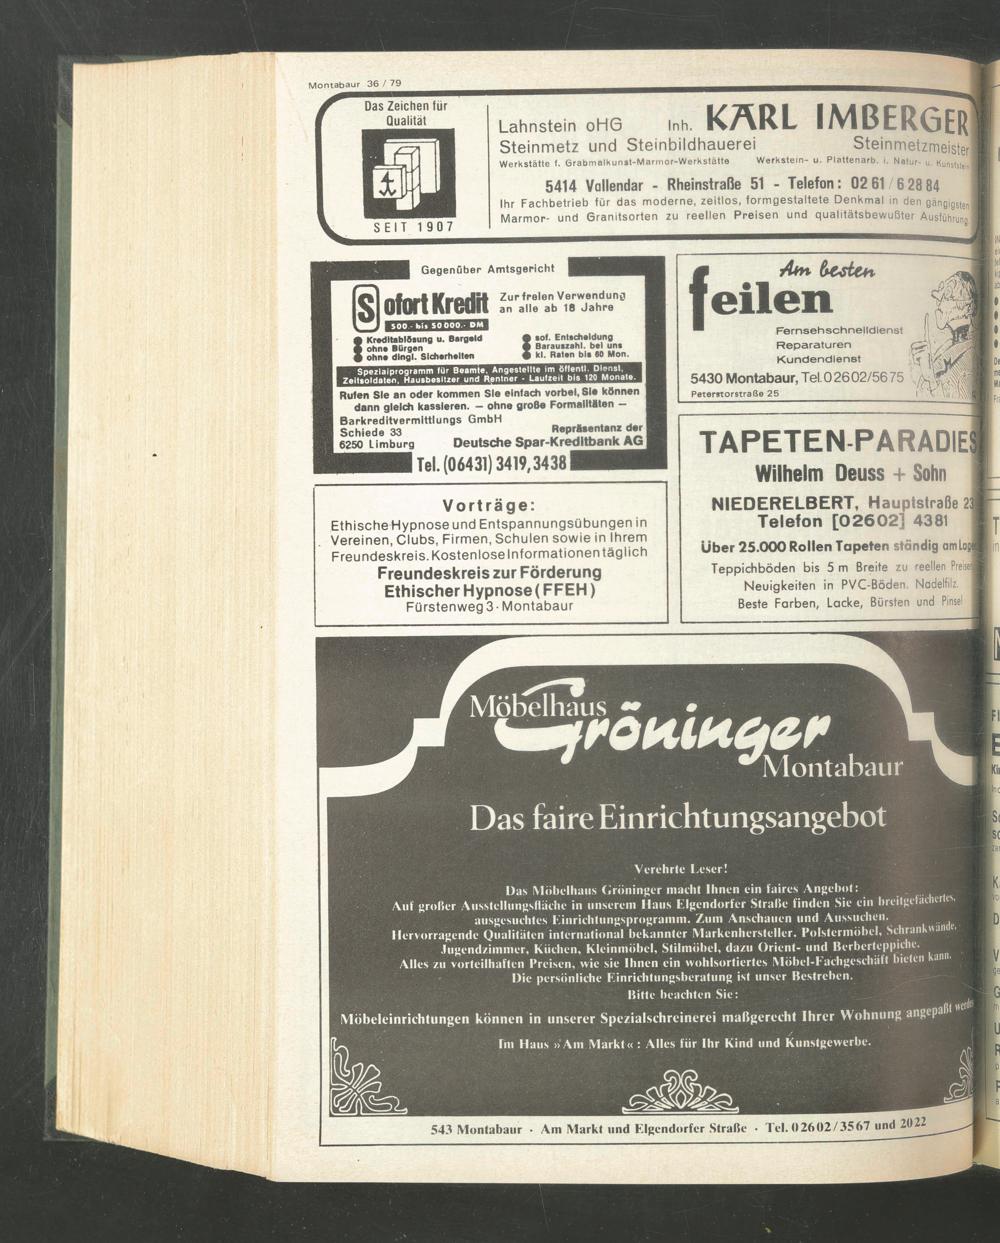 Montabaur 36 / 79
Das Zeichen für
Qualität
SEIT 1907
Lahnstein oHG Inh. KARL IMBERGER
Steinmetz und Steinbildhauerei Steinmetzmeister
Werkstätte f. Grabmalkunst-Marmor-Werkstätte Werkstein- u. Plattenarb. i. Natur- u. Kunststein
5414 Vallendar - Rheinstraße 51 - Telefon: 02 61 / 6 28 84
Ihr Fachbetrieb für das moderne, zeitlos, formgestaltete Denkmal in den gängigsten
Marmor- und Granitsorten zu reellen Preisen und qualitätsbewußter Ausführung
Gegenüber Amtsgericht
Sofort Kredit
500.- bis 50000.- DM
Zur freien Verwendung
an alle ab 18 Jahre
Kreditablösung u. Bargeld
ohne Bürgen
ohne dingl. Sicherheiten
sof. Entscheidung
Barauszahl. bei uns
kl. Raten bis 60 Mon.
Spezialprogramm für Beamte, Angestellte im öffentl. Dienst,
Zeitsoldaten, Hausbesitzer und Rentner - Laufzeit bis 120 Monate.
Rufen Sie an oder kommen Sie einfach vorbei, Sie können
dann gleich kassieren. — ohne große Formalitäten —
Barkreditvermittlungs GmbH
Schiede 33
6250 Limburg
Repräsentanz der
Deutsche Spar-Kreditbank AG
Tel. (06431) 3419, 3438
Am besten
feilen
Fernsehschnelldienst
Reparaturen
Kundendienst
5430 Montabaur, Tel. 02602/5675
Peterstorstraße 25
Vorträge:
Ethische Hypnose und Entspannungsübungen in
Vereinen, Clubs, Firmen, Schulen sowie in Ihrem
Freundeskreis. Kostenlose Informationen täglich
Freundeskreis zur Förderung
Ethischer Hypnose (FFEH)
Fürstenweg 3 · Montabaur
TAPETEN-PARADIES
Wilhelm Deuss + Sohn
NIEDERELBERT, Hauptstraße 23
Telefon [02602] 4381
Über 25.000 Rollen Tapeten ständig am Lager
Teppichböden bis 5 m Breite zu reellen Preisen
Neuigkeiten in PVC-Böden. Nadelfilz.
Beste Farben, Lacke, Bürsten und Pinsel
Möbelhaus
Gröninger
Montabaur
Das faire Einrichtungsangebot
Verehrte Leser!
Das Möbelhaus Gröninger macht Ihnen ein faires Angebot:
Auf großer Ausstellungsfläche in unserem Haus Elgendorfer Straße finden Sie ein breitgefächertes,
ausgesuchtes Einrichtungsprogramm. Zum Anschauen und Aussuchen.
Hervorragende Qualitäten international bekannter Markenhersteller. Polstermöbel, Schrankwände,
Jugendzimmer, Küchen, Kleinmöbel, Stilmöbel, dazu Orient- und Berberteppiche.
Alles zu vorteilhaften Preisen, wie sie Ihnen ein wohlsortiertes Möbel-Fachgeschäft bieten kann.
Die persönliche Einrichtungsberatung ist unser Bestreben.
Bitte beachten Sie:
Möbeleinrichtungen können in unserer Spezialschreinerei maßgerecht Ihrer Wohnung angepaßt werden
Im Haus »Am Markt«: Alles für Ihr Kind und Kunstgewerbe.
543 Montabaur · Am Markt und Elgendorfer Straße · Tel. 02602/3567 und 2022